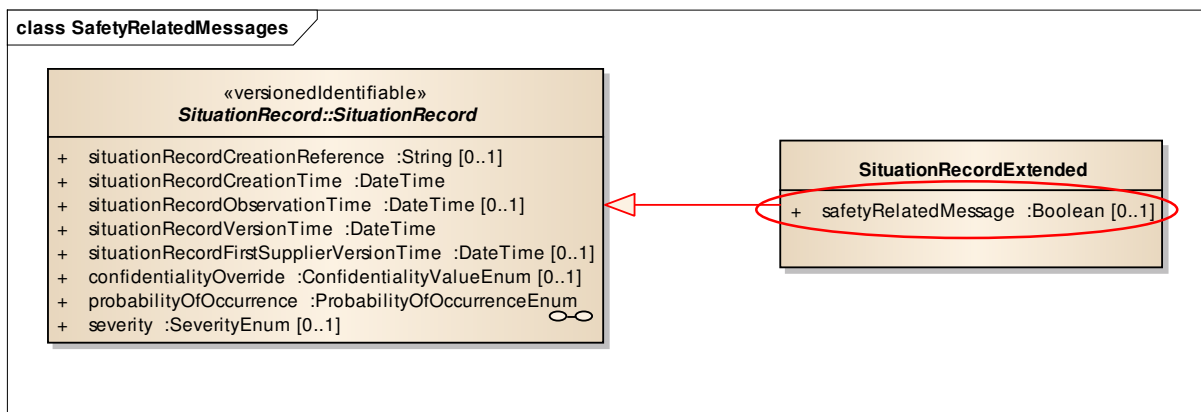 class SafetyRelatedMessages
«versionedIdentifiable»
SituationRecord::SituationRecord
+ situationRecordCreationReference :String [0..1]
+ situationRecordCreationTime :DateTime
+ situationRecordObservationTime :DateTime [0..1]
+ situationRecordVersionTime :DateTime
+ situationRecordFirstSupplierVersionTime :DateTime [0..1]
+ confidentialityOverride :ConfidentialityValueEnum [0..1]
+ probabilityOfOccurrence :ProbabilityOfOccurrenceEnum
+ severity :SeverityEnum [0..1]
SituationRecordExtended
+ safetyRelatedMessage :Boolean [0..1]